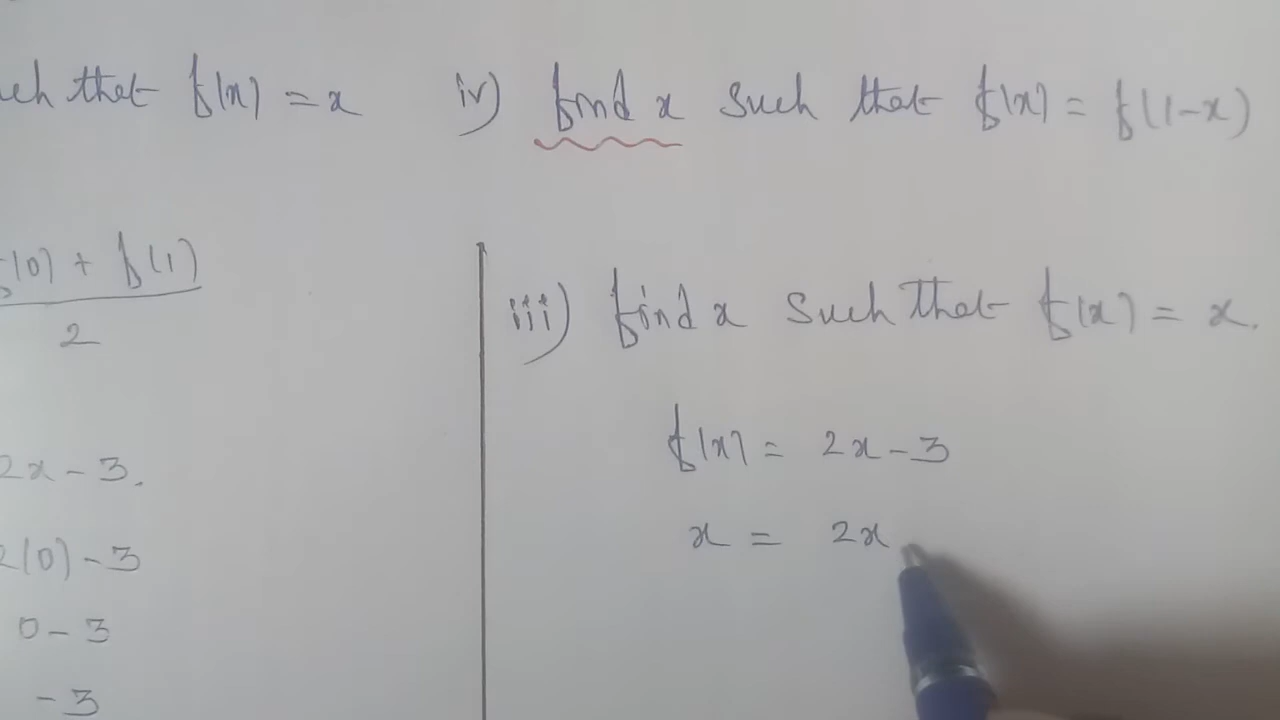 such that f(x) = x iv) find x such that f(x) = f(1-x)
f(0) + f(1)
2
2x - 3.
2(0) - 3
0 - 3
- 3
iii) find x such that f(x) = x.
f(x) = 2x - 3
x = 2x